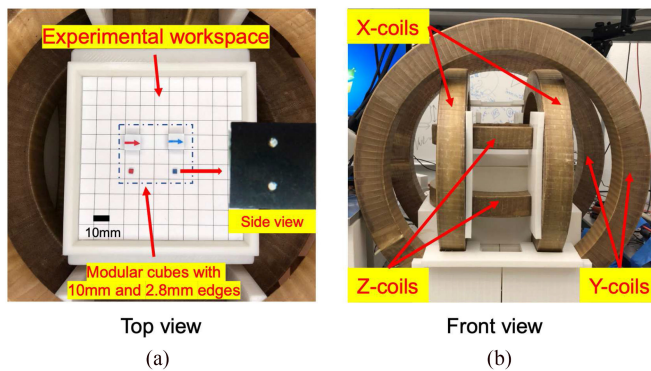 Experimental workspace
Side view
10mm
Modular cubes with
10mm and 2.8mm edges
Top view
(a)
X-coils
Z-coils
Y-coils
Front view
(b)